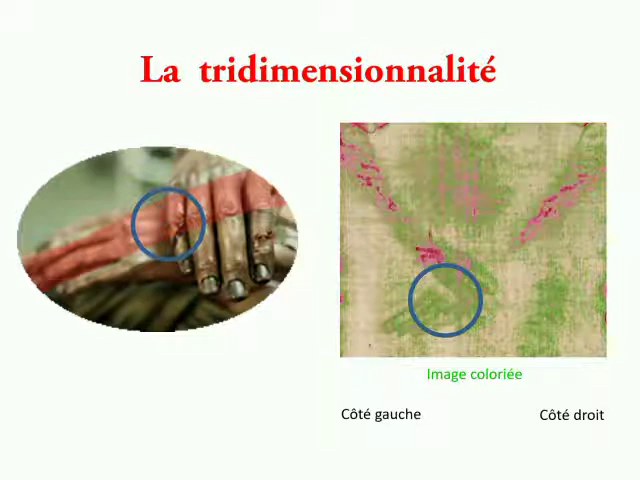 La tridimensionnalité
Image coloriée
Côté gauche
Côté droit